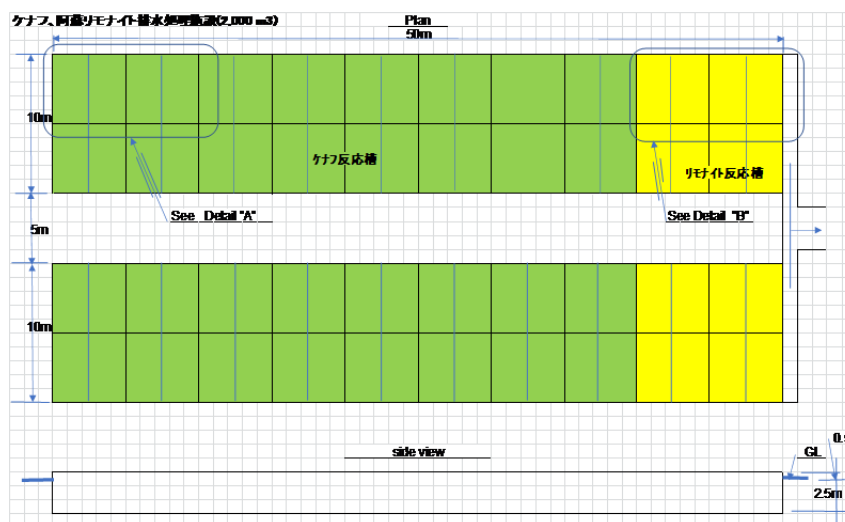 ケナフ、阿蘇リモナイト排水処理施設(2,000 m3)
Plan
50m
10m
ケナフ反応槽
リモナイト反応槽
See Detail "A"
See Detail "B"
5m
10m
side view
GL
2.5m